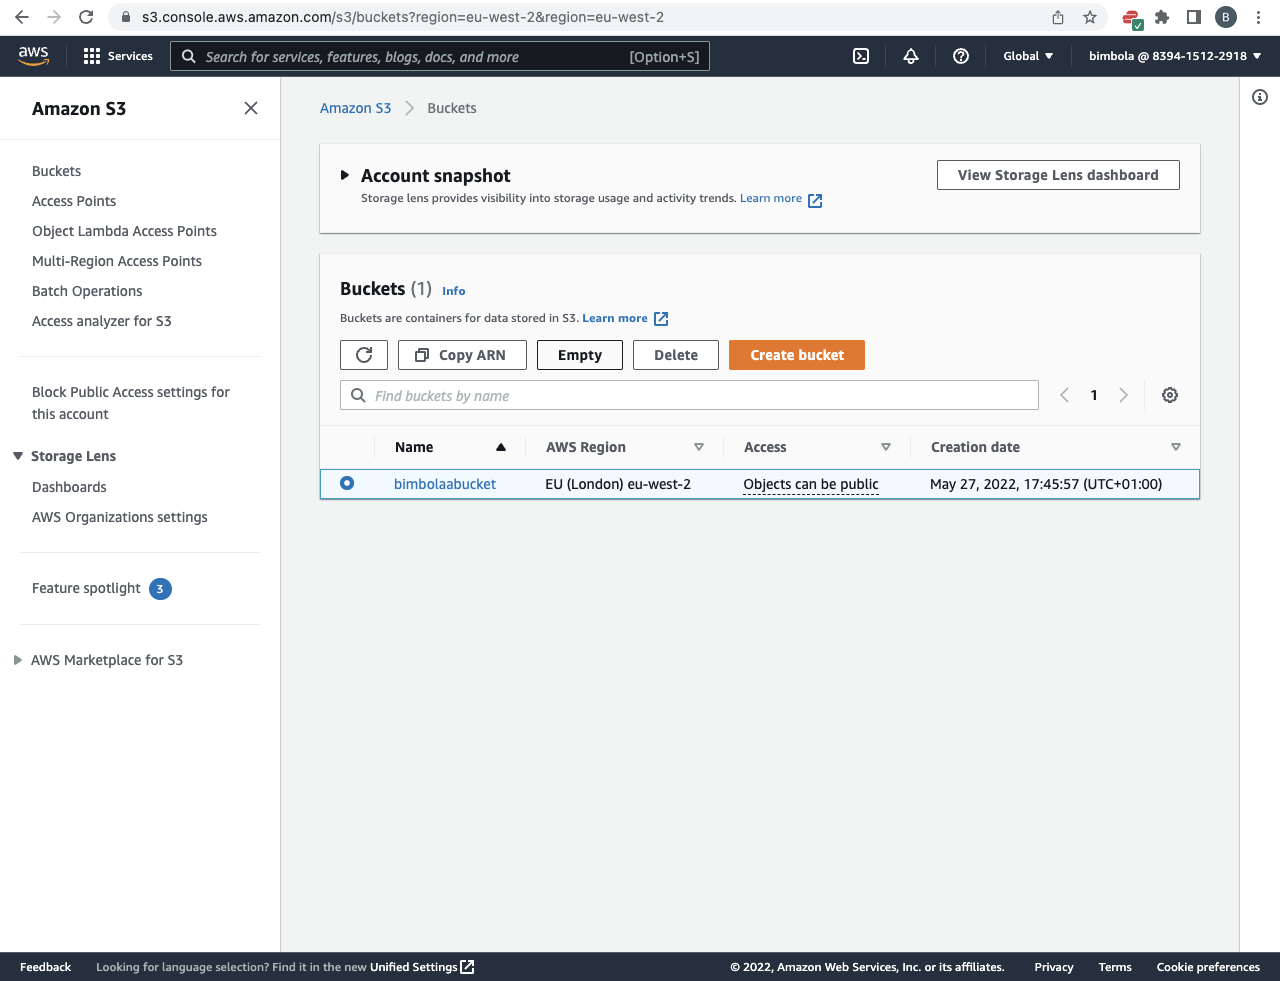 s3.console.aws.amazon.com/s3/buckets?region=eu-west-2&region=eu-west-2
B
aws
Services
Search for services, features, blogs, docs, and more
[Option+S]
Global
bimbola @ 8394-1512-2918
Amazon S3
Buckets
Access Points
Object Lambda Access Points
Multi-Region Access Points
Batch Operations
Access analyzer for S3
Block Public Access settings for
this account
Storage Lens
Dashboards
AWS Organizations settings
Feature spotlight 3
AWS Marketplace for S3
Amazon S3 Buckets
Account snapshot
Storage lens provides visibility into storage usage and activity trends. Learn more
View Storage Lens dashboard
Buckets (1) Info
Buckets are containers for data stored in S3. Learn more
Copy ARN Empty Delete Create bucket
Find buckets by name
1
Name AWS Region Access Creation date
bimbolaabucket EU (London) eu-west-2 Objects can be public May 27, 2022, 17:45:57 (UTC+01:00)
Feedback Looking for language selection? Find it in the new Unified Settings © 2022, Amazon Web Services, Inc. or its affiliates. Privacy Terms Cookie preferences